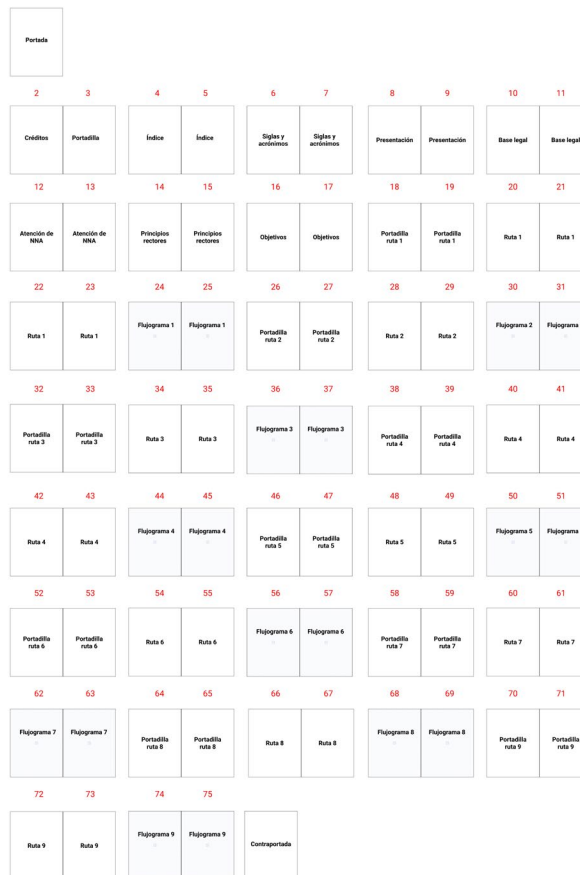 Portada
2 3 4 5 6 7 8 9 10 11
Créditos Portadilla Índice Índice Siglas y acrónimos Siglas y acrónimos Presentación Presentación Base legal Base legal
12 13 14 15 16 17 18 19 20 21
Atención de NNA Atención de NNA Principios rectores Principios rectores Objetivos Objetivos Portadilla ruta 1 Portadilla ruta 1 Ruta 1 Ruta 1
22 23 24 25 26 27 28 29 30 31
Ruta 1 Ruta 1 Flujograma 1 Flujograma 1 Portadilla ruta 2 Portadilla ruta 2 Ruta 2 Ruta 2 Flujograma 2 Flujograma
32 33 34 35 36 37 38 39 40 41
Portadilla ruta 3 Portadilla ruta 3 Ruta 3 Ruta 3 Flujograma 3 Flujograma 3 Portadilla ruta 4 Portadilla ruta 4 Ruta 4 Ruta 4
42 43 44 45 46 47 48 49 50 51
Ruta 4 Ruta 4 Flujograma 4 Flujograma 4 Portadilla ruta 5 Portadilla ruta 5 Ruta 5 Ruta 5 Flujograma 5 Flujograma
52 53 54 55 56 57 58 59 60 61
Portadilla ruta 6 Portadilla ruta 6 Ruta 6 Ruta 6 Flujograma 6 Flujograma 6 Portadilla ruta 7 Portadilla ruta 7 Ruta 7 Ruta 7
62 63 64 65 66 67 68 69 70 71
Flujograma 7 Flujograma 7 Portadilla ruta 8 Portadilla ruta 8 Ruta 8 Ruta 8 Flujograma 8 Flujograma 8 Portadilla ruta 9 Portadilla ruta 9
72 73 74 75
Ruta 9 Ruta 9 Flujograma 9 Flujograma 9 Contraportada